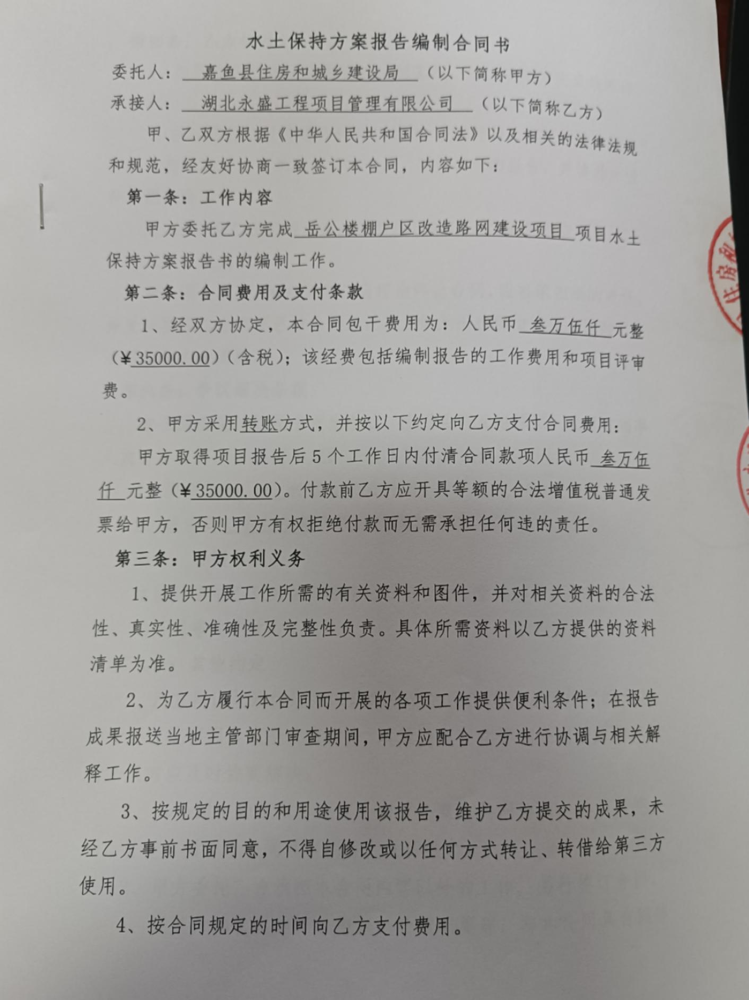 水土保持方案报告编制合同书
委托人： 嘉鱼县住房和城乡建设局 （以下简称甲方）
承接人： 湖北永盛工程项目管理有限公司 （以下简称乙方）
甲、乙双方根据《中华人民共和国合同法》以及相关的法律法规
和规范，经友好协商一致签订本合同，内容如下：
第一条：工作内容
甲方委托乙方完成 岳公楼棚户区改造路网建设项目 项目水土
保持方案报告书的编制工作。
第二条：合同费用及支付条款
1、经双方协定，本合同包干费用为：人民币 叁万伍仟 元整
（¥ 35000.00）（含税）；该经费包括编制报告的工作费用和项目评审
费。
2、甲方采用转账方式，并按以下约定向乙方支付合同费用：
甲方取得项目报告后 5 个工作日内付清合同款项人民币 叁万伍
仟 元整（¥ 35000.00）。付款前乙方应开具等额的合法增值税普通发
票给甲方，否则甲方有权拒绝付款而无需承担任何违的责任。
第三条：甲方权利义务
1、提供开展工作所需的有关资料和图件，并对相关资料的合法
性、真实性、准确性及完整性负责。具体所需资料以乙方提供的资料
清单为准。
2、为乙方履行本合同而开展的各项工作提供便利条件；在报告
成果报送当地主管部门审查期间，甲方应配合乙方进行协调与相关解
释工作。
3、按规定的目的和用途使用该报告，维护乙方提交的成果，未
经乙方事前书面同意，不得自修改或以任何方式转让、转借给第三方
使用。
4、按合同规定的时间向乙方支付费用。
住房和